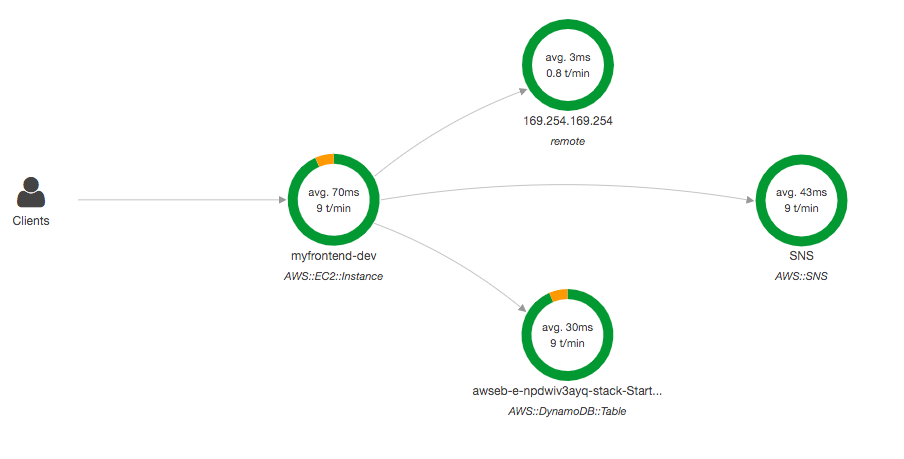 avg. 3ms
0.8 t/min
169.254.169.254
remote
Clients
avg. 70ms
9 t/min
myfrontend-dev
AWS::EC2::Instance
avg. 43ms
9 t/min
SNS
AWS::SNS
avg. 30ms
9 t/min
awseb-e-npdwiv3ayq-stack-Start...
AWS::DynamoDB::Table